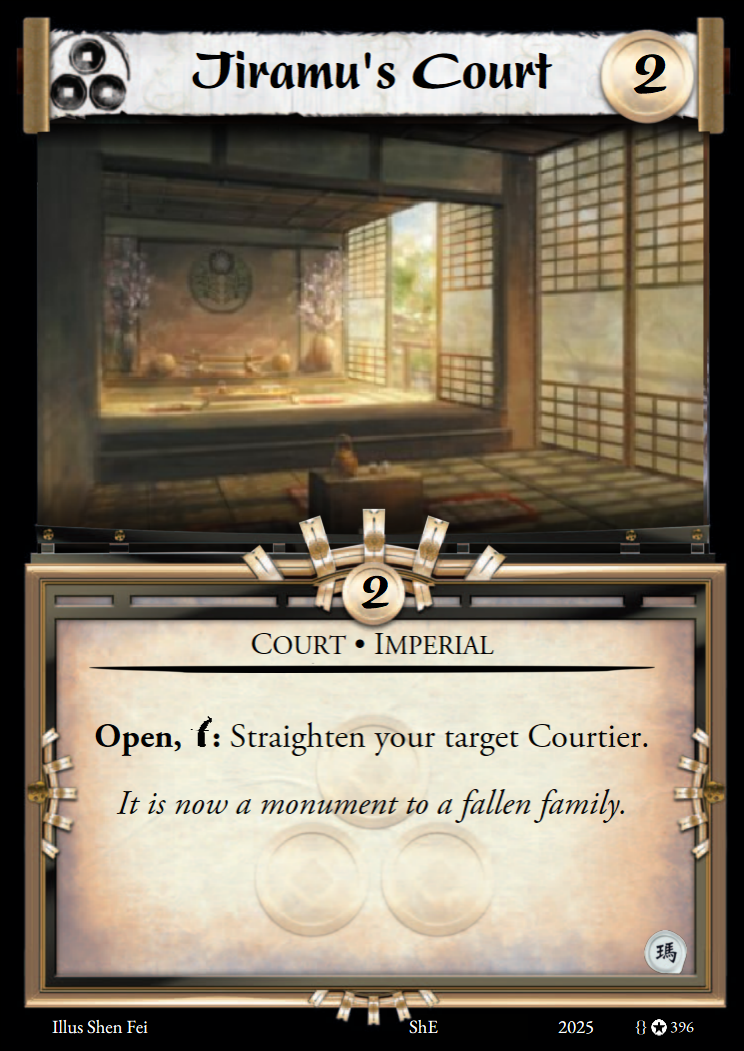 Tiramu's Court
2
2
Court • Imperial
Open, : Straighten your target Courtier.
It is now a monument to a fallen family.
瑪
Illus Shen Fei ShE 2025 {} 396